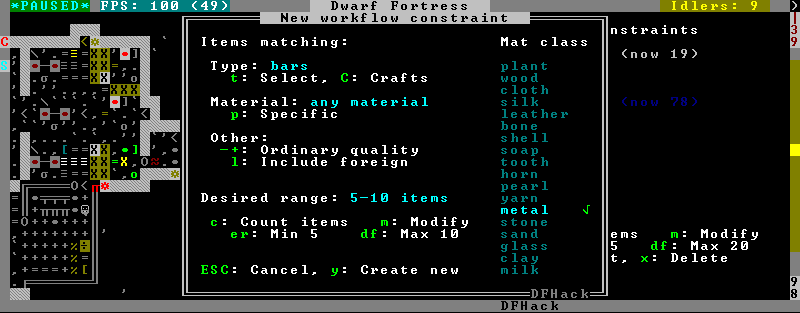 *PAUSED* FPS: 100 (49) Dwarf Fortress Idlers: 9
New workflow constraint
Items matching: Mat class nstraints
Type: bars plant (now 19)
t: Select, C: Crafts wood
cloth
Material: any material silk (now 78)
p: Specific leather
bone
Other: shell
-+: Ordinary quality soap
l: Include foreign tooth
horn
pearl
Desired range: 5-10 items yarn
metal √
c: Count items m: Modify stone
er: Min 5 df: Max 10 sand ems m: Modify
glass 5 df: Max 20
clay t, x: Delete
ESC: Cancel, y: Create new milk
DFHack
DFHack